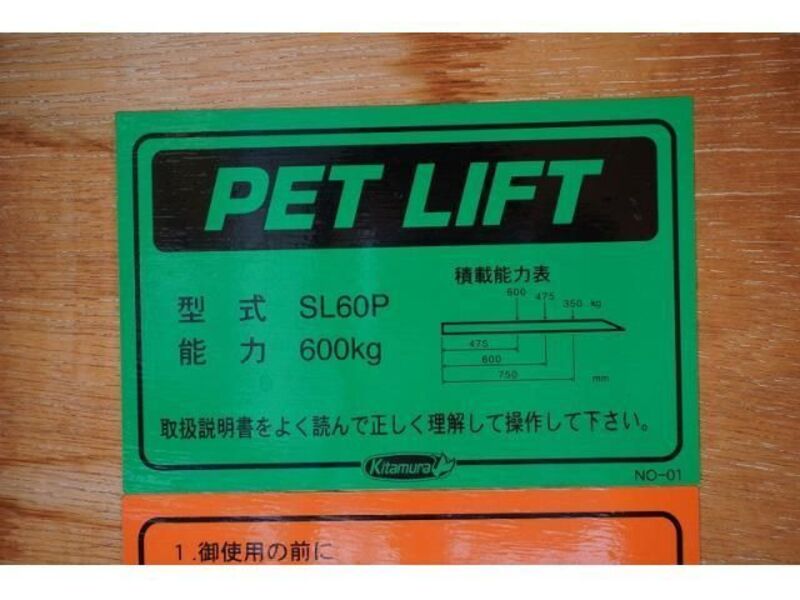 PET LIFT
型式 SL60P
能力 600kg
積載能力表
600 475 350 kg
475
600
750 mm
取扱説明書をよく読んで正しく理解して操作して下さい。
Kitamura
NO-01
1.御使用の前に